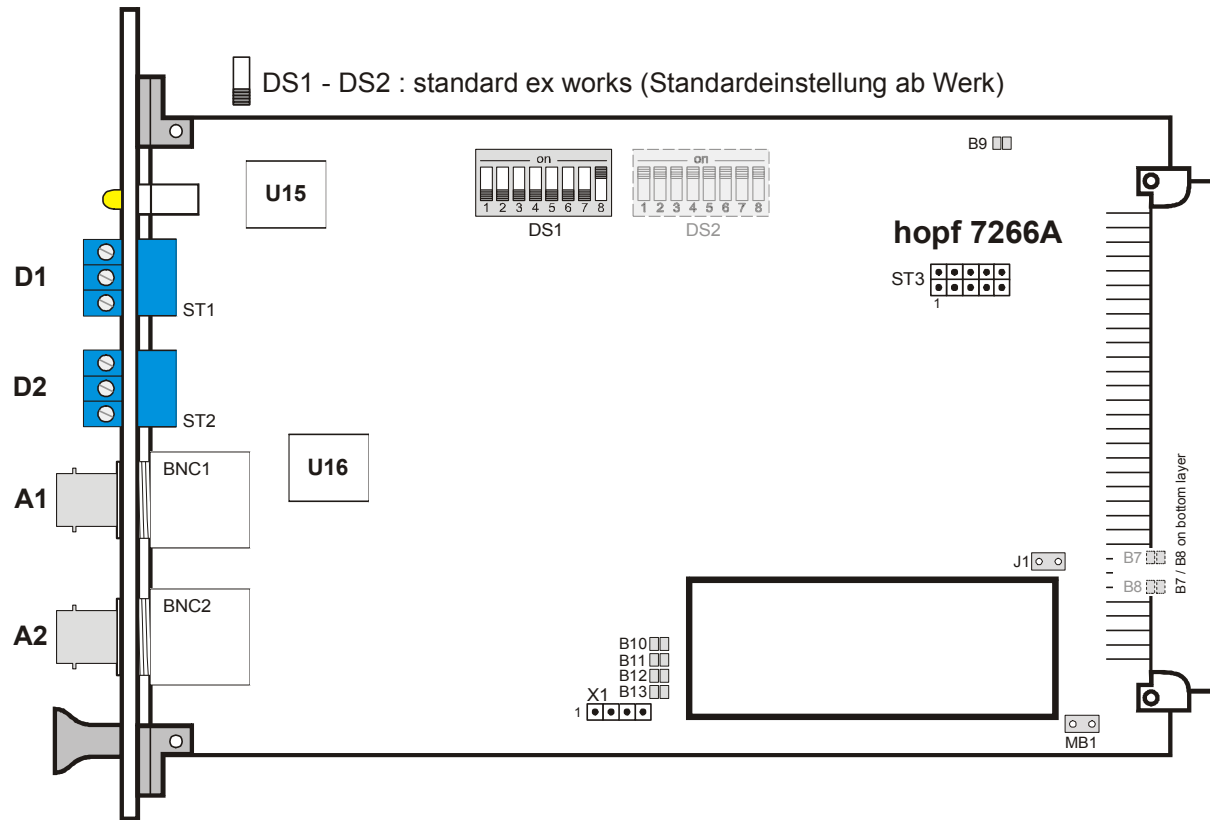 DS1 - DS2 : standard ex works (Standardeinstellung ab Werk)
B9
U15
on
1 2 3 4 5 6 7 8
DS1
on
1 2 3 4 5 6 7 8
DS2
hopf 7266A
D1
ST1
ST3
1
D2
ST2
A1
BNC1
U16
J1
B7
B8
B7 / B8 on bottom layer
A2
BNC2
B10
B11
B12
B13
X1
1
MB1